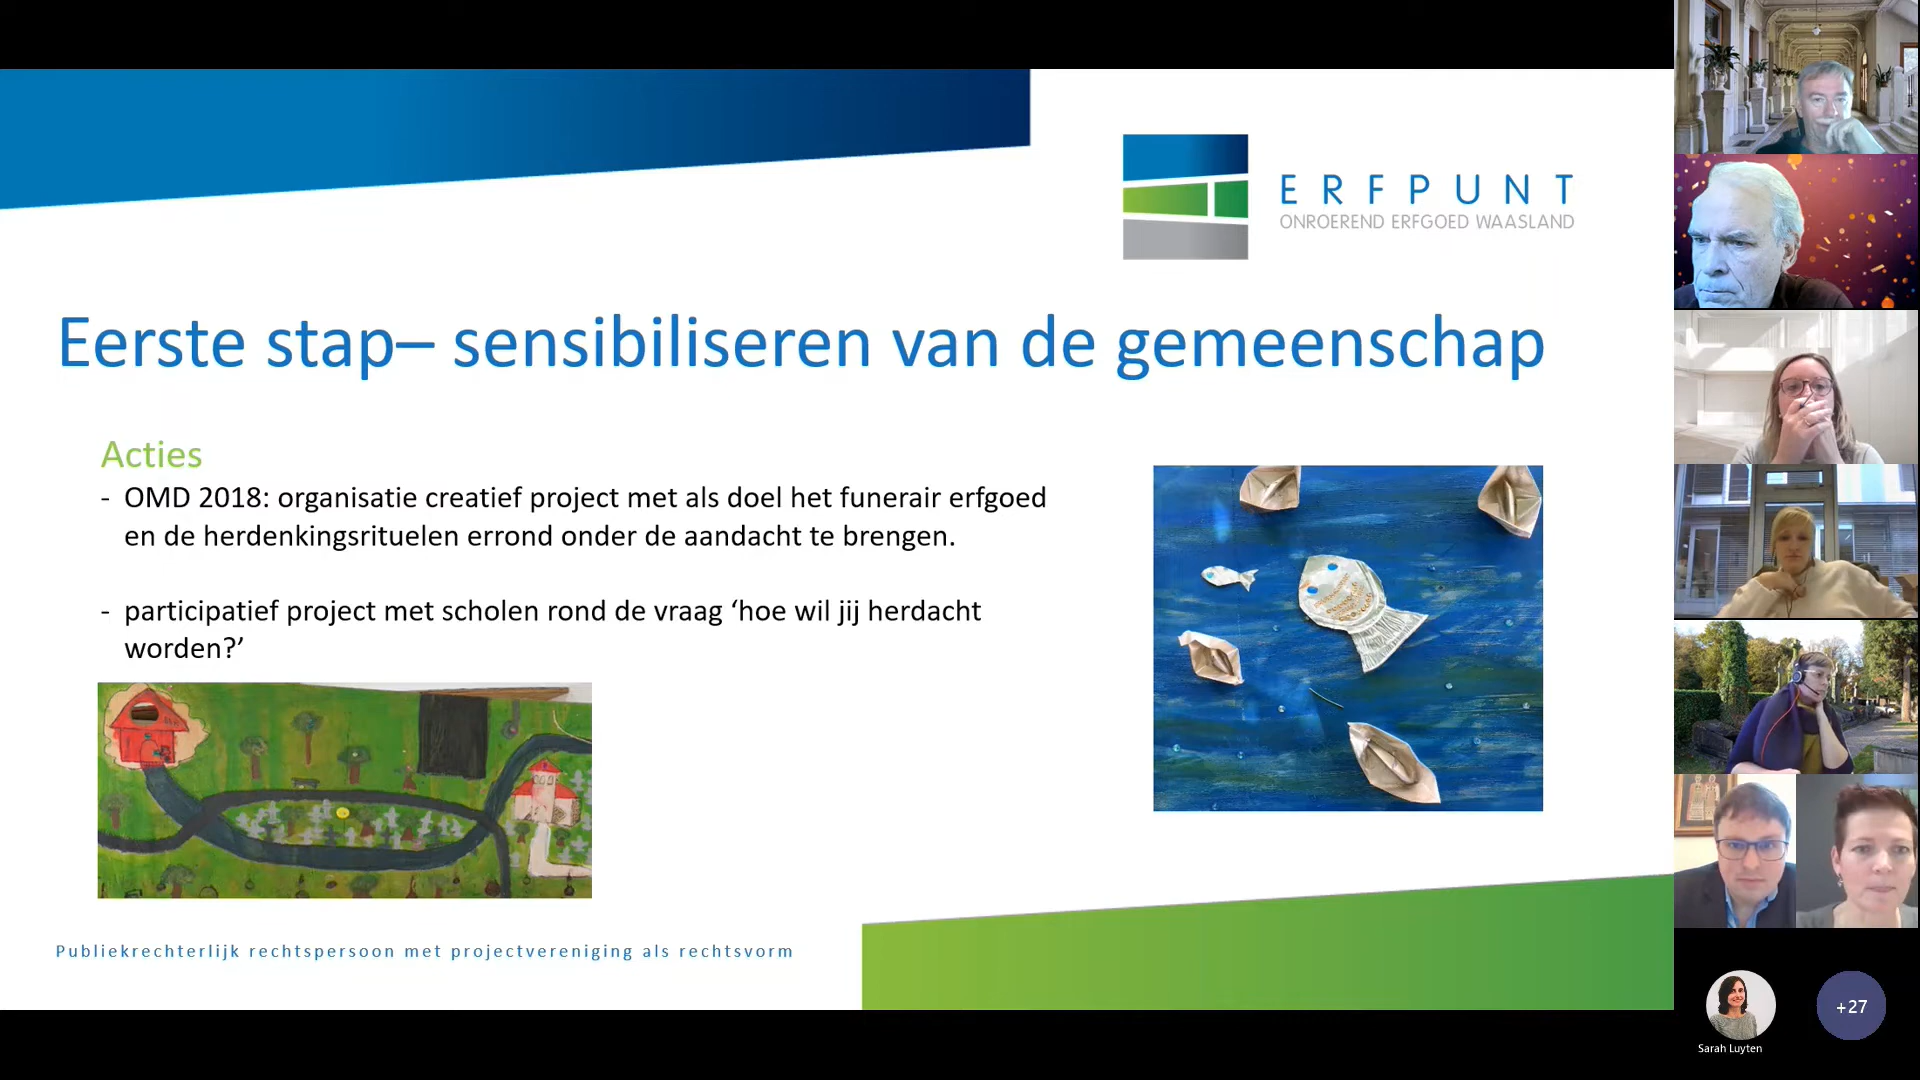 ERFPUNT
ONROEREND ERFGOED WAASLAND
Eerste stap– sensibiliseren van de gemeenschap
Acties
- OMD 2018: organisatie creatief project met als doel het funerair erfgoed
en de herdenkingsrituelen errond onder de aandacht te brengen.
- participatief project met scholen rond de vraag ‘hoe wil jij herdacht
worden?’
Publiekrechterlijk rechtspersoon met projectvereniging als rechtsvorm
Sarah Luyten
+27